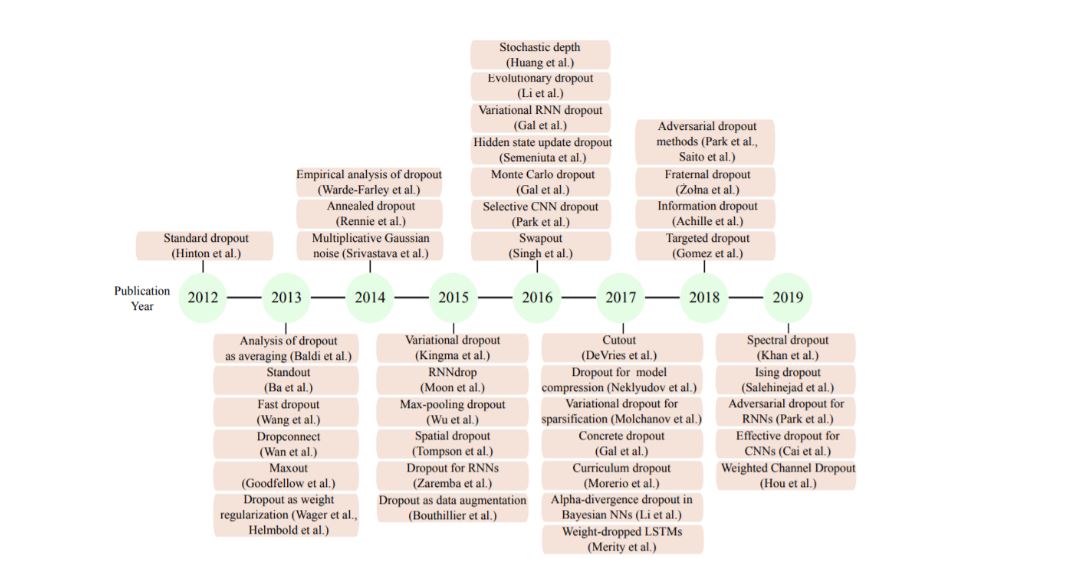 Stochastic depth
(Huang et al.)
Evolutionary dropout
(Li et al.)
Variational RNN dropout
(Gal et al.)
Hidden state update dropout
(Semeniuta et al.)
Monte Carlo dropout
(Gal et al.)
Selective CNN dropout
(Park et al.)
Swapout
(Singh et al.)
Adversarial dropout
methods (Park et al.,
Saito et al.)
Fraternal dropout
(Żołna et al.)
Information dropout
(Achille et al.)
Targeted dropout
(Gomez et al.)
Empirical analysis of dropout
(Warde-Farley et al.)
Annealed dropout
(Rennie et al.)
Multiplicative Gaussian
noise (Srivastava et al.)
Standard dropout
(Hinton et al.)
Publication
Year
2012
2013
2014
2015
2016
2017
2018
2019
Analysis of dropout
as averaging (Baldi et al.)
Standout
(Ba et al.)
Fast dropout
(Wang et al.)
Dropconnect
(Wan et al.)
Maxout
(Goodfellow et al.)
Dropout as weight
regularization (Wager et al.,
Helmbold et al.)
Variational dropout
(Kingma et al.)
RNNdrop
(Moon et al.)
Max-pooling dropout
(Wu et al.)
Spatial dropout
(Tompson et al.)
Dropout for RNNs
(Zaremba et al.)
Dropout as data augmentation
(Bouthillier et al.)
Cutout
(DeVries et al.)
Dropout for model
compression (Neklyudov et al.)
Variational dropout for
sparsification (Molchanov et al.)
Concrete dropout
(Gal et al.)
Curriculum dropout
(Morerio et al.)
Alpha-divergence dropout in
Bayesian NNs (Li et al.)
Weight-dropped LSTMs
(Merity et al.)
Spectral dropout
(Khan et al.)
Ising dropout
(Salehinejad et al.)
Adversarial dropout for
RNNs (Park et al.)
Effective dropout for
CNNs (Cai et al.)
Weighted Channel Dropout
(Hou et al.)